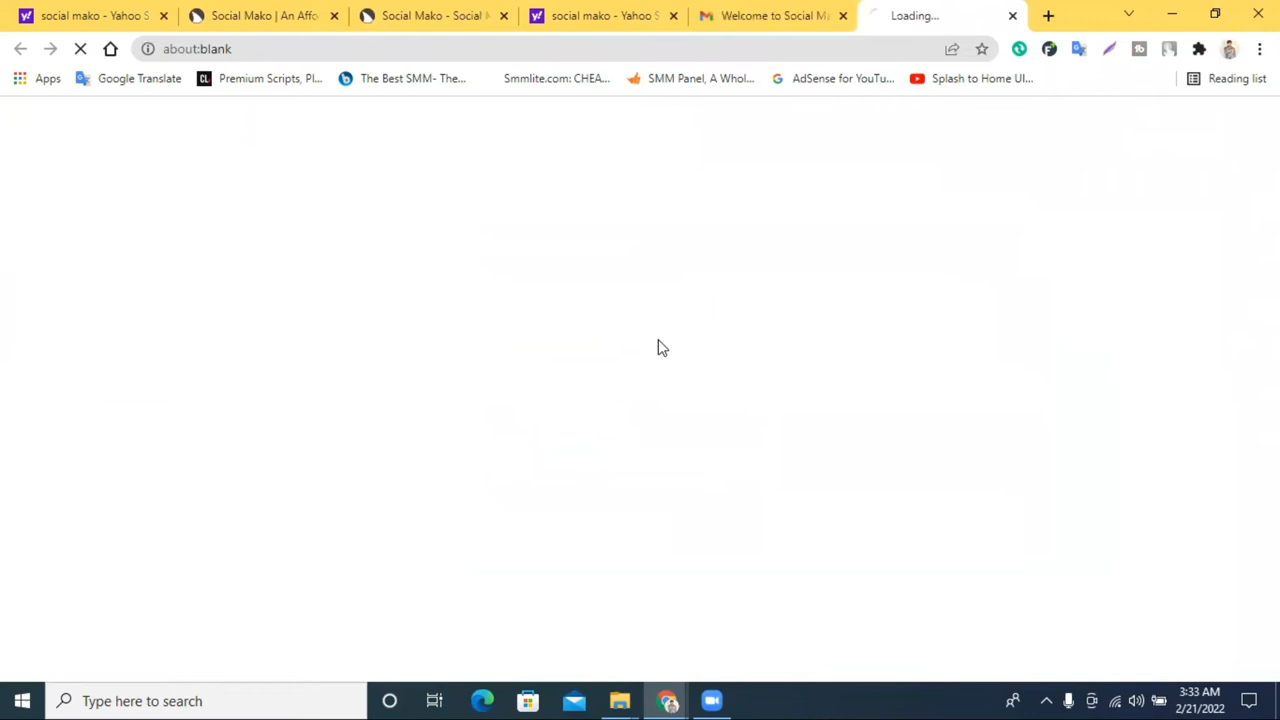 social mako - Yahoo S
Social Mako | An Affo
Social Mako - Social M
social mako - Yahoo S
Welcome to Social Ma
Loading...
about:blank
Apps
Google Translate
Premium Scripts, Pl...
The Best SMM- The...
Smmlite.com: CHEA...
SMM Panel, A Whol...
AdSense for YouTu...
Splash to Home UI...
Reading list
Type here to search
3:33 AM
2/21/2022